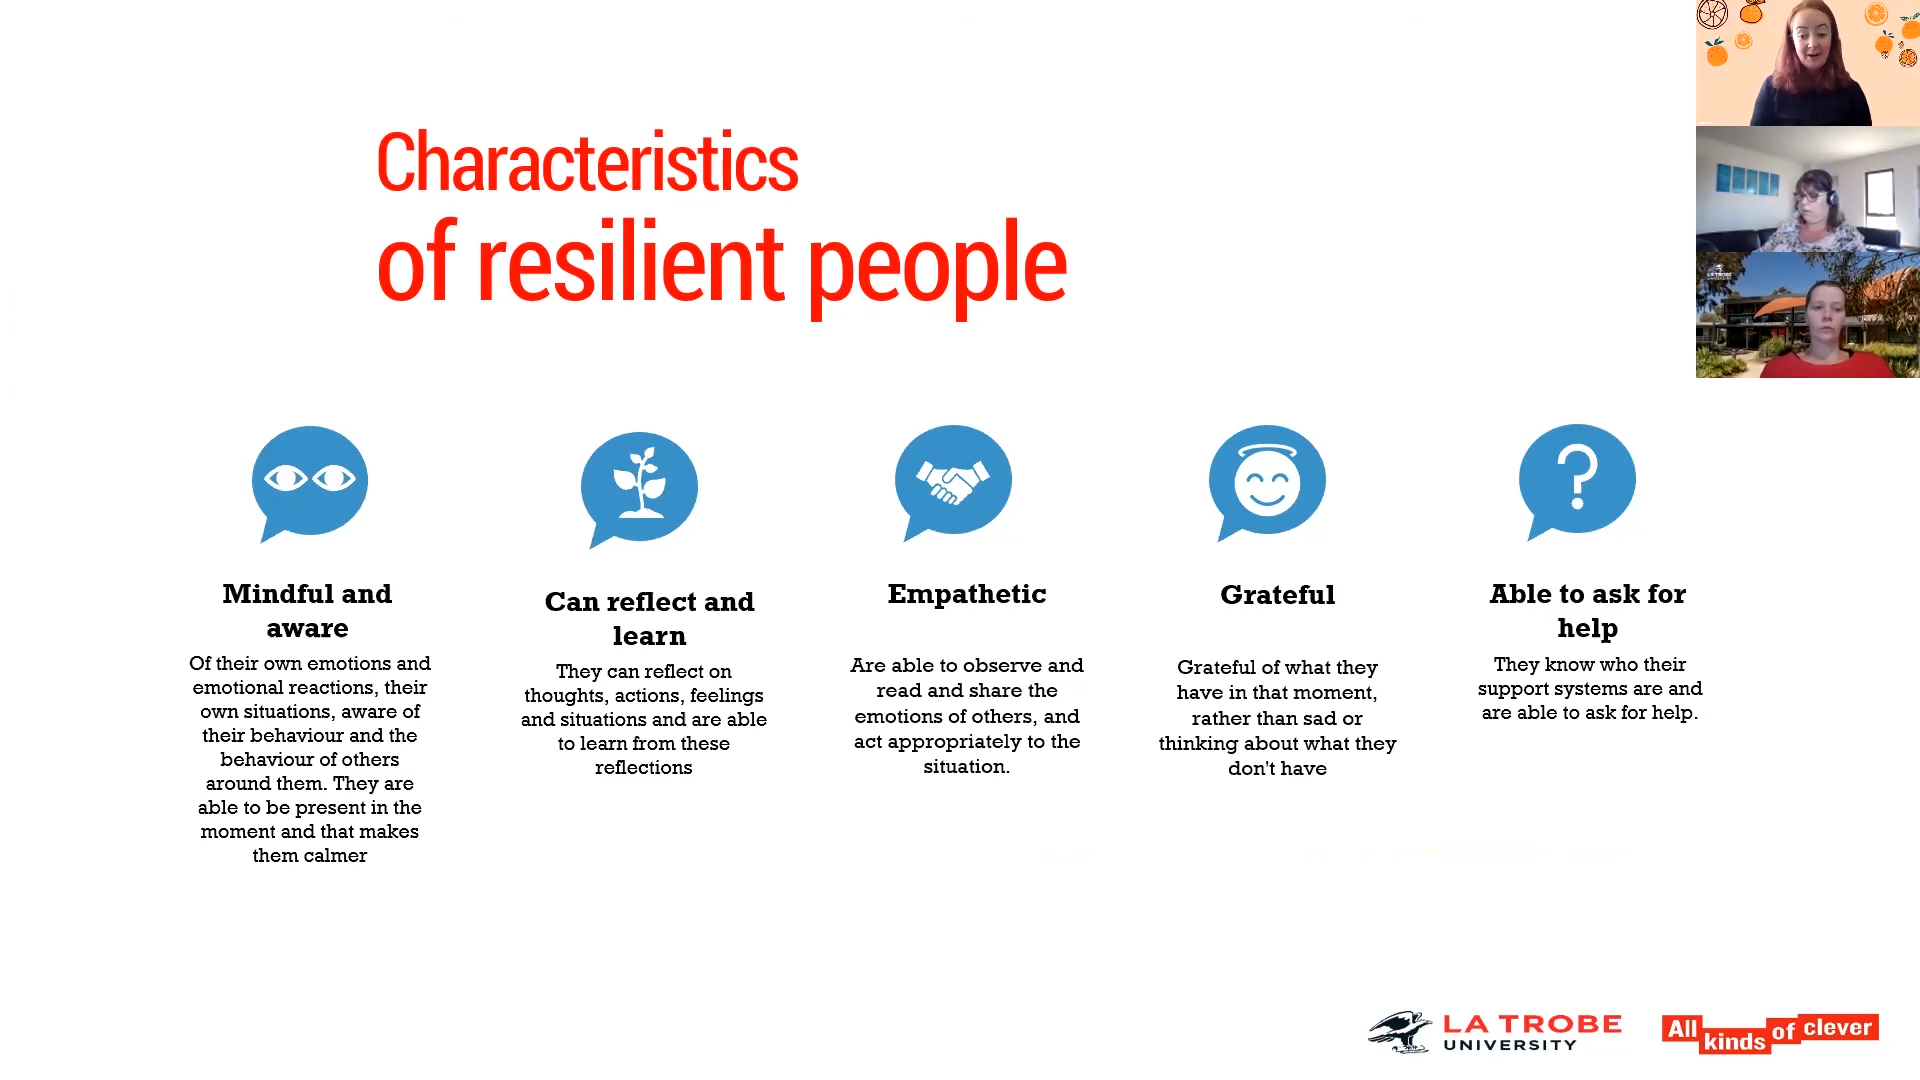 Characteristics
of resilient people
Mindful and
aware
Of their own emotions and
emotional reactions, their
own situations, aware of
their behaviour and the
behaviour of others
around them. They are
able to be present in the
moment and that makes
them calmer
Can reflect and
learn
They can reflect on
thoughts, actions, feelings
and situations and are able
to learn from these
reflections
Empathetic
Are able to observe and
read and share the
emotions of others, and
act appropriately to the
situation.
Grateful
Grateful of what they
have in that moment,
rather than sad or
thinking about what they
don't have
?
Able to ask for
help
They know who their
support systems are and
are able to ask for help.
LA TROBE
UNIVERSITY
LA TROBE
UNIVERSITY
All kinds of clever